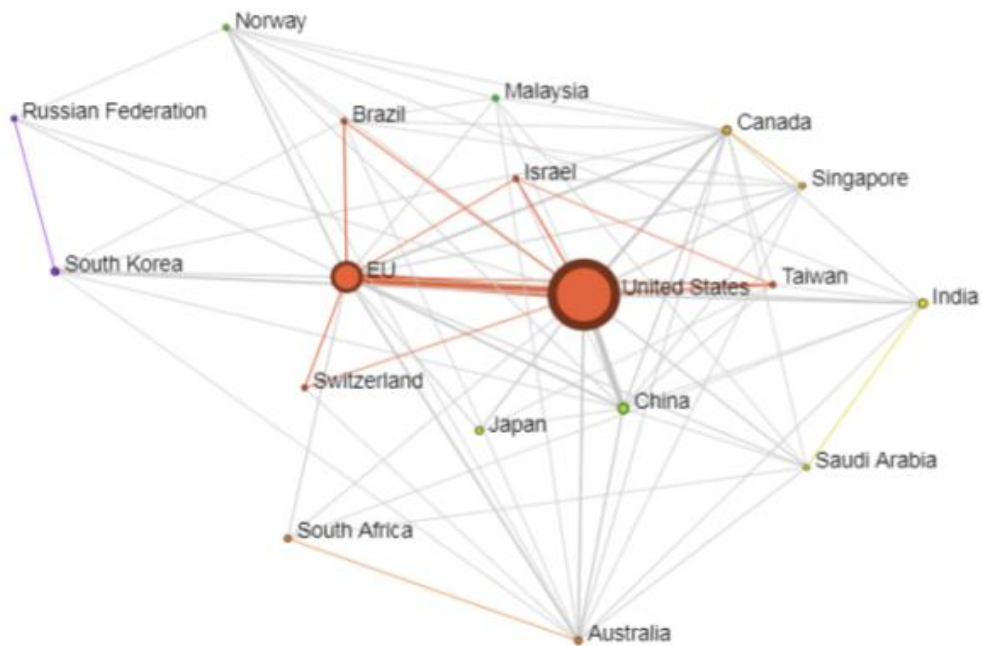 Norway
Malaysia
Russian Federation
Brazil
Canada
Israel
Singapore
South Korea
EU
United States
Taiwan
India
Switzerland
China
Japan
Saudi Arabia
South Africa
Australia